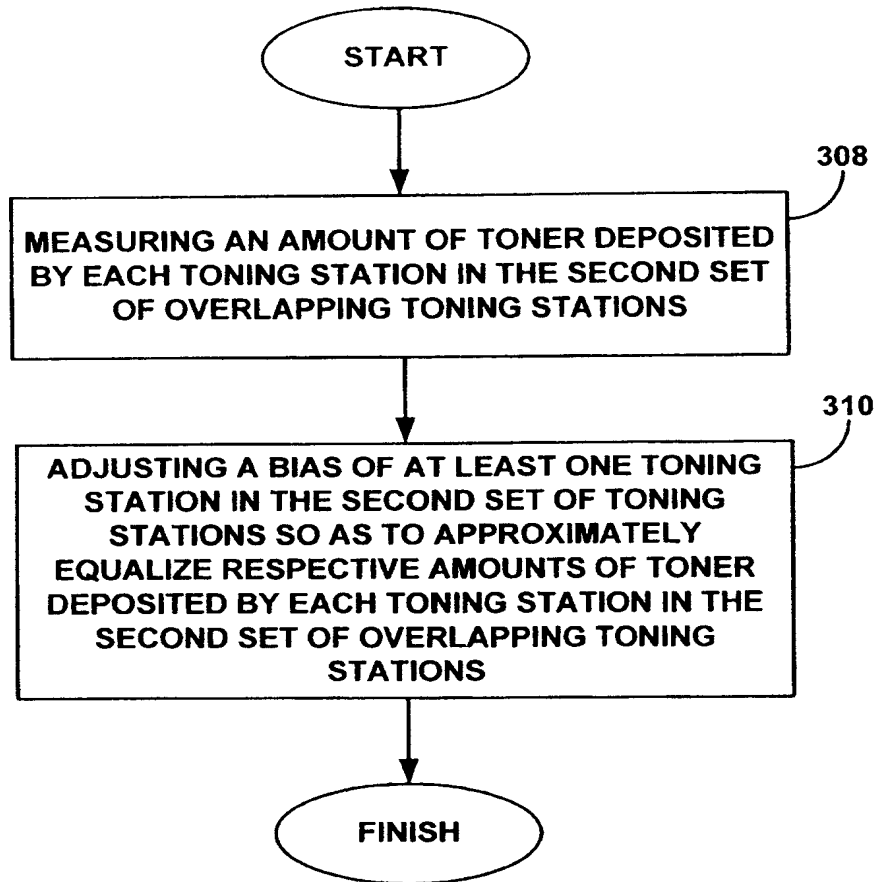 START
308
MEASURING AN AMOUNT OF TONER DEPOSITED
BY EACH TONING STATION IN THE SECOND SET
OF OVERLAPPING TONING STATIONS
310
ADJUSTING A BIAS OF AT LEAST ONE TONING
STATION IN THE SECOND SET OF TONING
STATIONS SO AS TO APPROXIMATELY
EQUALIZE RESPECTIVE AMOUNTS OF TONER
DEPOSITED BY EACH TONING STATION IN THE
SECOND SET OF OVERLAPPING TONING
STATIONS
FINISH